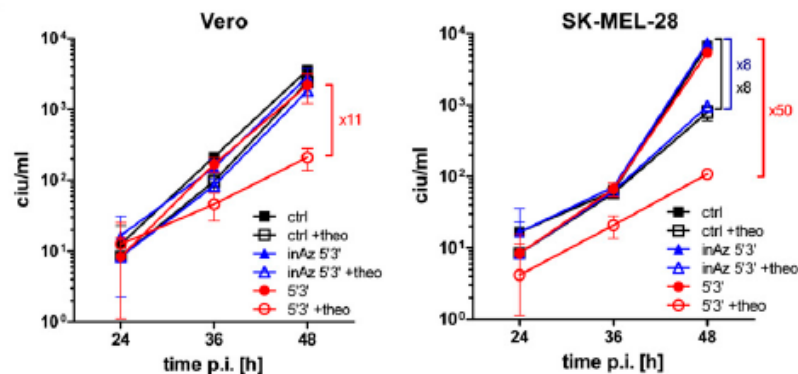 Vero
ciu/ml
10⁴
10³
10²
10¹
10⁰
x11
ctrl
ctrl +theo
inAz 5'3'
inAz 5'3' +theo
5'3'
5'3' +theo
24
36
48
time p.i. [h]
SK-MEL-28
ciu/ml
10⁴
10³
10²
10¹
10⁰
x8
x8
x50
ctrl
ctrl +theo
inAz 5'3'
inAz 5'3' +theo
5'3'
5'3' +theo
24
36
48
time p.i. [h]